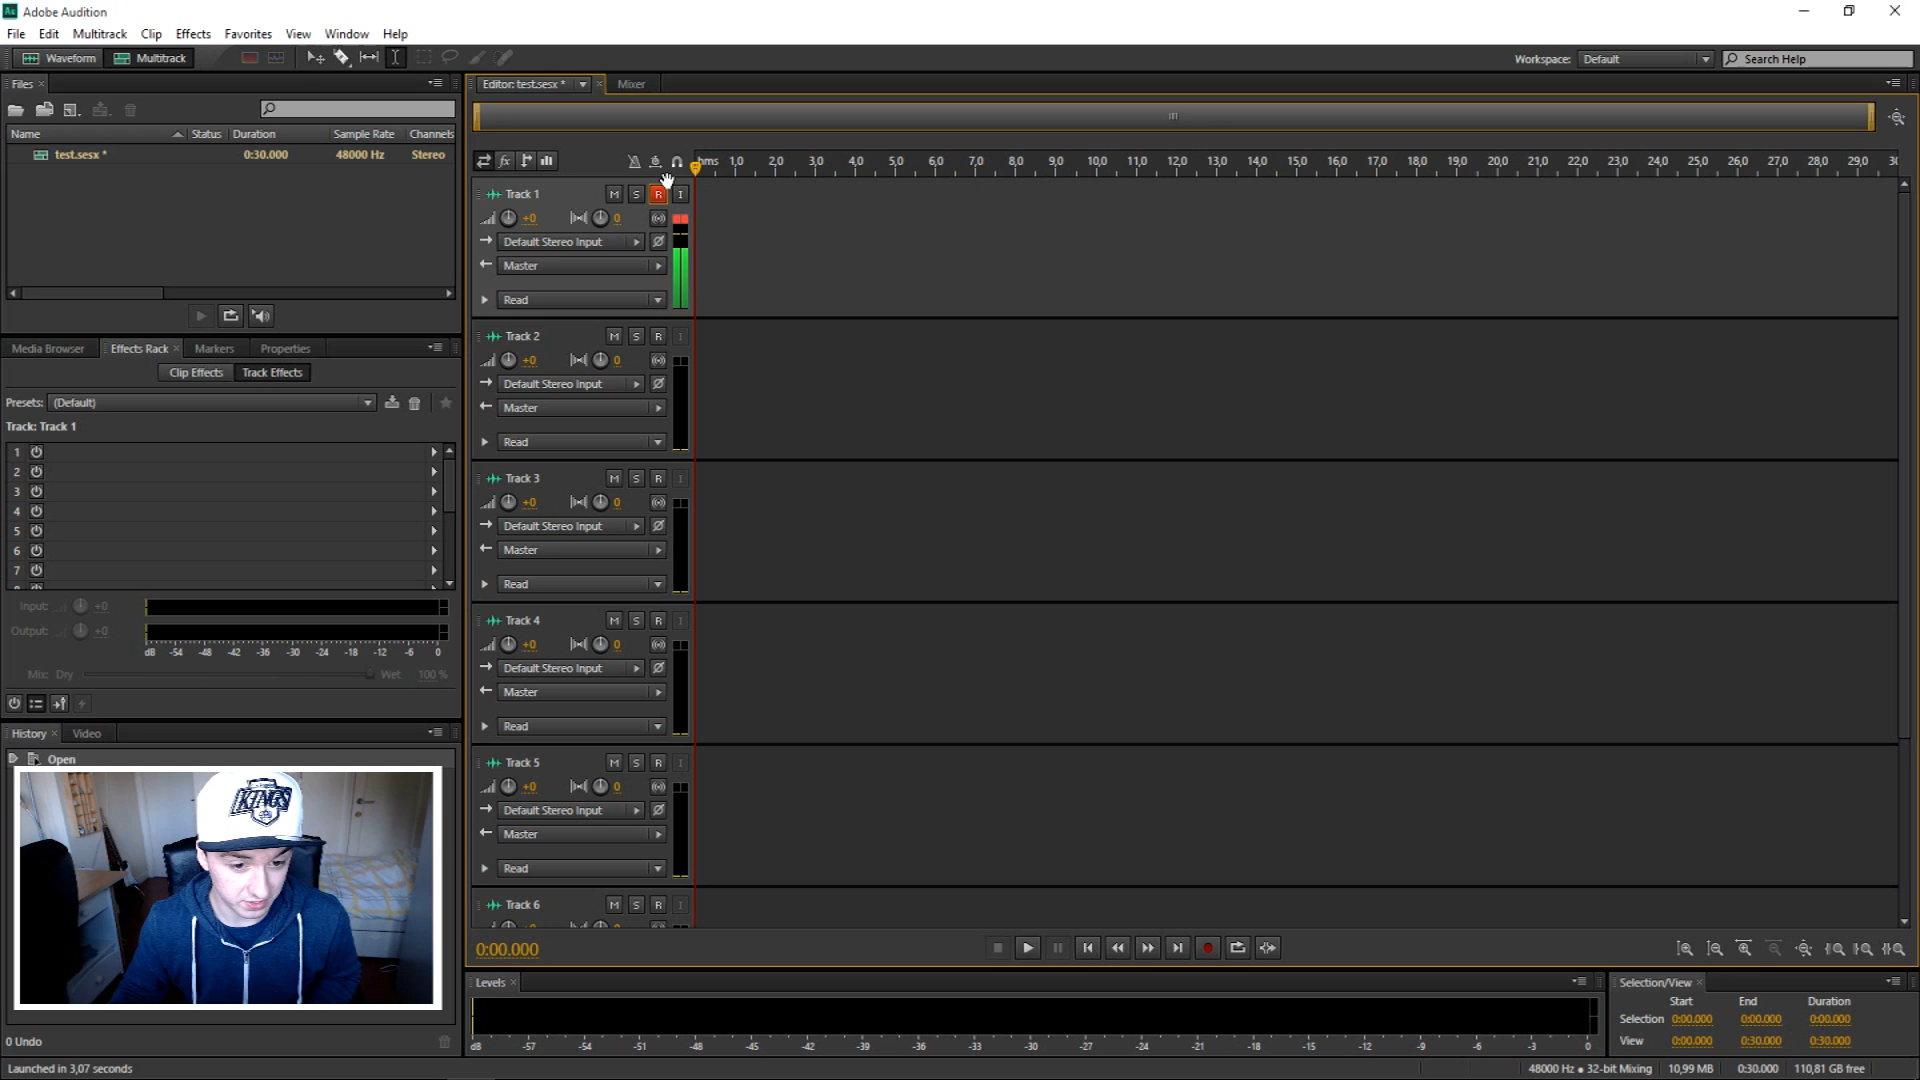 Adobe Audition
File Edit Multitrack Clip Effects Favorites View Window Help
Waveform Multitrack Workspace: Default Search Help
Files
Name Status Duration Sample Rate Channels
test.sesx * 0:30.000 48000 Hz Stereo
Media Browser Effects Rack Markers Properties
Clip Effects Track Effects
Presets: (Default)
Track: Track 1
1
2
3
4
5
6
7
Input: +0
Output: +0
dB -54 -48 -42 -36 -30 -24 -18 -12 -6 0
Mix: Dry Wet 100 %
History Video
Open
KINGS
0 Undo
Launched in 3,07 seconds
Editor: test.sesx * Mixer
hms 1,0 2,0 3,0 4,0 5,0 6,0 7,0 8,0 9,0 10,0 11,0 12,0 13,0 14,0 15,0 16,0 17,0 18,0 19,0 20,0 21,0 22,0 23,0 24,0 25,0 26,0 27,0 28,0 29,0 30
Track 1 M S R I
+0 0
Default Stereo Input
Master
Read
Track 2 M S R I
+0 0
Default Stereo Input
Master
Read
Track 3 M S R I
+0 0
Default Stereo Input
Master
Read
Track 4 M S R I
+0 0
Default Stereo Input
Master
Read
Track 5 M S R I
+0 0
Default Stereo Input
Master
Read
Track 6 M S R I
0:00.000
Levels
dB -57 -54 -51 -48 -45 -42 -39 -36 -33 -30 -27 -24 -21 -18 -15 -12 -9 -6 -3 0
Selection/View
Start End Duration
Selection 0:00.000 0:00.000 0:00.000
View 0:00.000 0:30.000 0:30.000
48000 Hz • 32-bit Mixing 10,99 MB 0:30.000 110,81 GB free